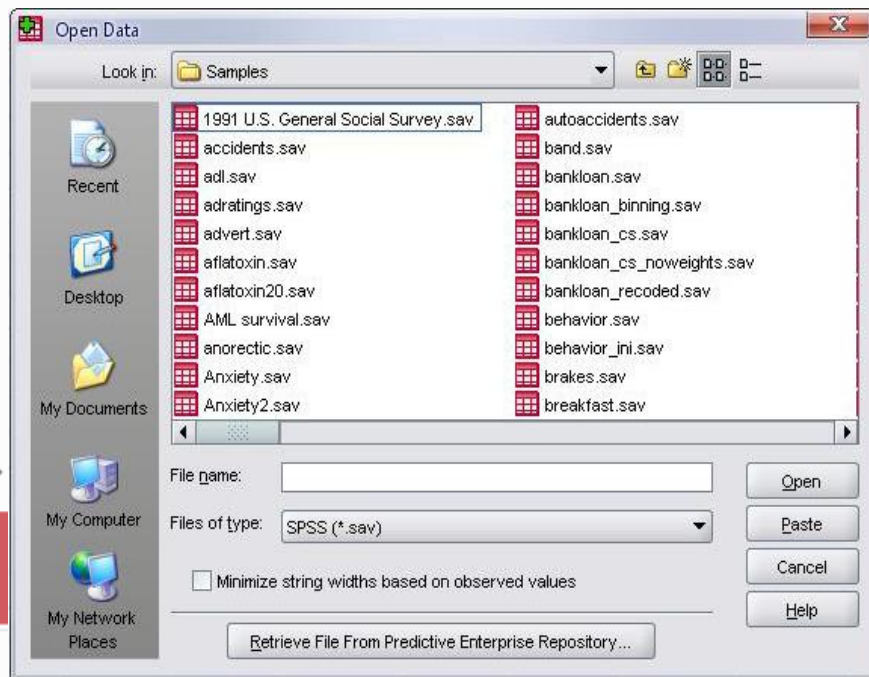 Open Data
Look in:
Samples
Recent
Desktop
My Documents
My Computer
My Network
Places
1991 U.S. General Social Survey.sav
accidents.sav
adl.sav
adratings.sav
advert.sav
aflatoxin.sav
aflatoxin20.sav
AML survival.sav
anorectic.sav
Anxiety.sav
Anxiety2.sav
autoaccidents.sav
band.sav
bankloan.sav
bankloan_binning.sav
bankloan_cs.sav
bankloan_cs_noweights.sav
bankloan_recoded.sav
behavior.sav
behavior_ini.sav
brakes.sav
breakfast.sav
File name:
Files of type:
SPSS (*.sav)
Minimize string widths based on observed values
Retrieve File From Predictive Enterprise Repository...
Open
Paste
Cancel
Help